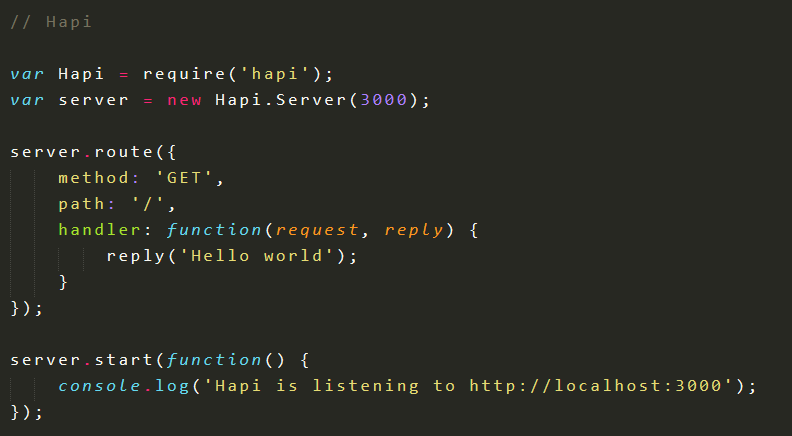 // Hapi
var Hapi = require('hapi');
var server = new Hapi.Server(3000);
server.route({
    method: 'GET',
    path: '/',
    handler: function(request, reply) {
        reply('Hello world');
    }
});
server.start(function() {
    console.log('Hapi is listening to http://localhost:3000');
});